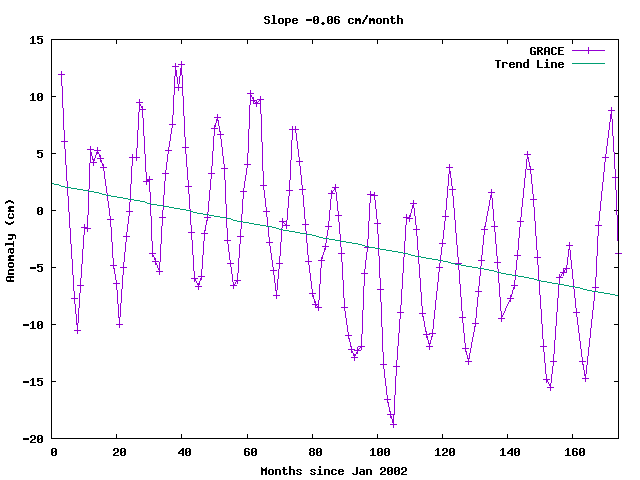 Slope -0.06 cm/month
GRACE
Trend Line
15
10
5
0
-5
-10
-15
-20
Anomaly (cm)
0 20 40 60 80 100 120 140 160
Months since Jan 2002